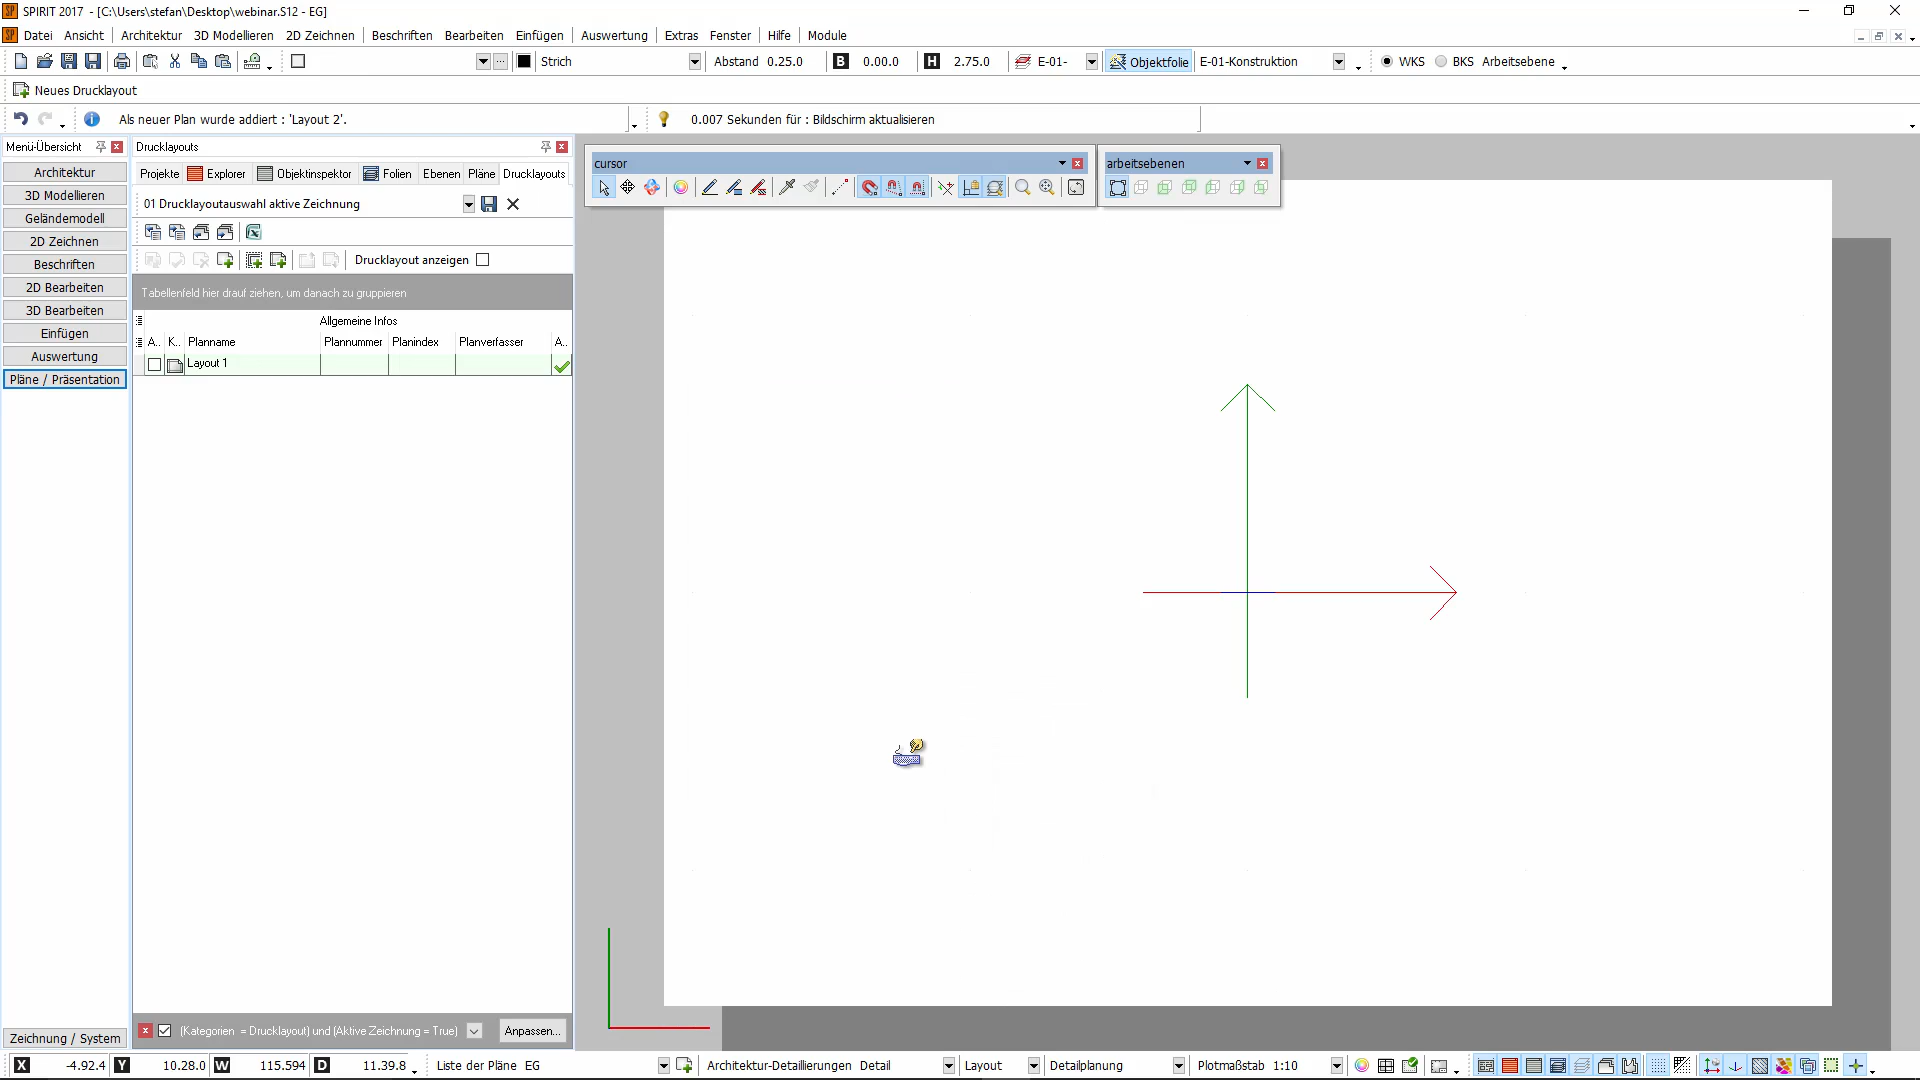 SPIRIT 2017 - [C:\Users\stefan\Desktop\webinar.S12 - EG]
Datei Ansicht Architektur 3D Modellieren 2D Zeichnen Beschriften Bearbeiten Einfügen Auswertung Extras Fenster Hilfe Module
Strich Abstand 0.25.0 B 0.00.0 H 2.75.0 E-01- Objektfolie E-01-Konstruktion WKS BKS Arbeitsebene
Neues Drucklayout
Als neuer Plan wurde addiert : 'Layout 2'. 0.007 Sekunden für : Bildschirm aktualisieren
Menü-Übersicht
Architektur
3D Modellieren
Geländemodell
2D Zeichnen
Beschriften
2D Bearbeiten
3D Bearbeiten
Einfügen
Auswertung
Pläne / Präsentation
Zeichnung / System
Drucklayouts
Projekte Explorer Objektinspektor Folien Ebenen Pläne Drucklayouts
01 Drucklayoutauswahl aktive Zeichnung
Drucklayout anzeigen
Tabellenfeld hier drauf ziehen, um danach zu gruppieren
Allgemeine Infos
A.. K.. Planname Plannummer Planindex Planverfasser A..
Layout 1
(Kategorien = Drucklayout) und (Aktive Zeichnung = True) Anpassen...
cursor
arbeitsebenen
X -4.92.4 Y 10.28.0 W 115.594 D 11.39.8 Liste der Pläne EG Architektur-Detaillierungen Detail Layout Detailplanung Plotmaßstab 1:10